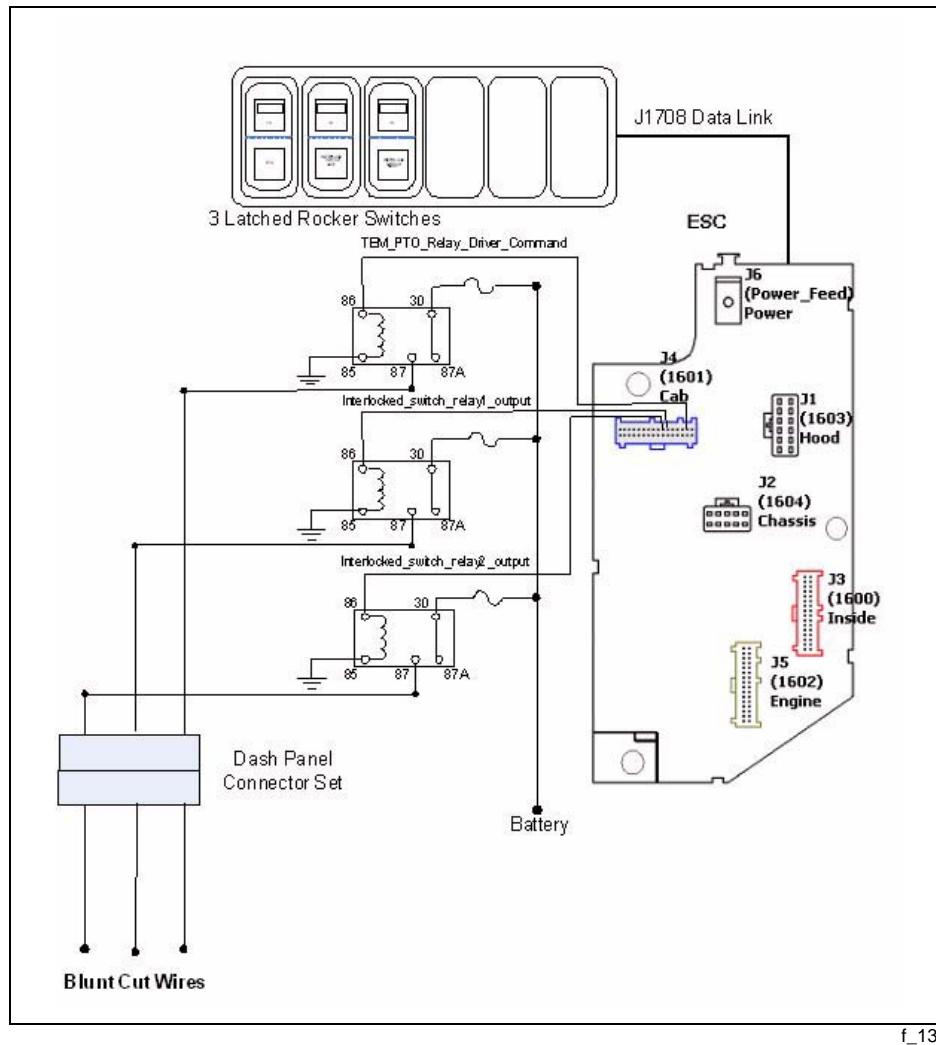 J1708 Data Link
3 Latched Rocker Switches
ESC
TEM_PTO_Relay_Driver_Command
86
30
85
87
87A
J6
(Power_Feed)
Power
J4
(1601)
Cab
J1
(1603)
Hood
Interlocked_switch_relay1_output
86
30
85
87
87A
J2
(1604)
Chassis
Interlocked_switch_relay2_output
86
30
85
87
87A
J3
(1600)
Inside
J5
(1602)
Engine
Dash Panel
Connector Set
Battery
Blunt Cut Wires
f_13